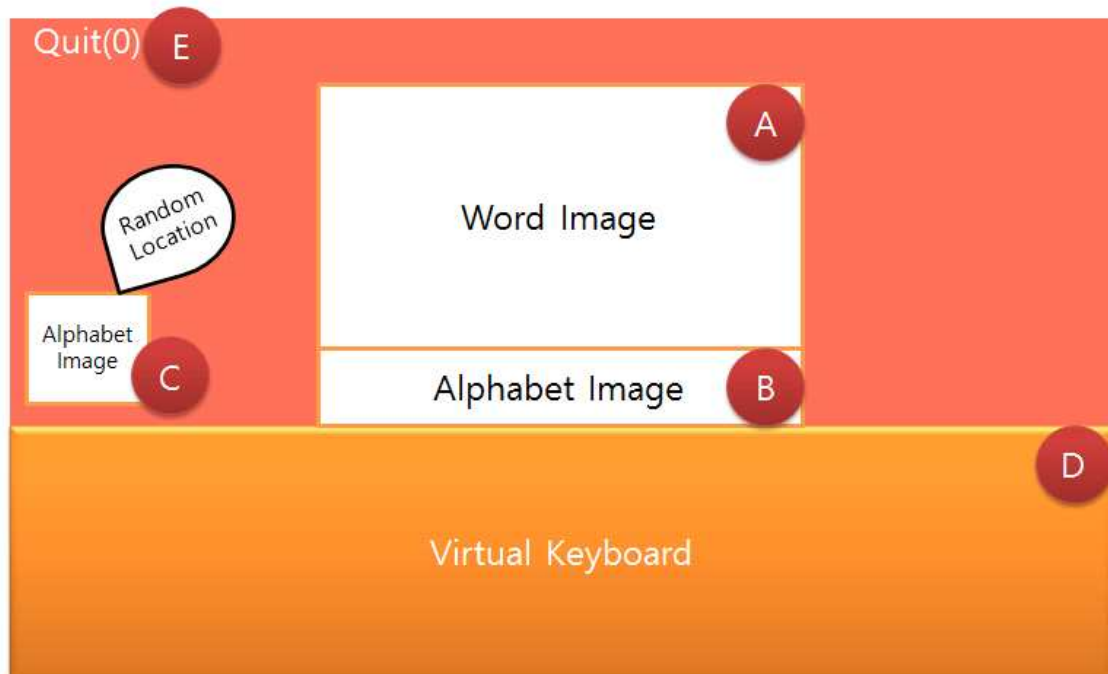 Quit(0)
E
A
Word Image
Random
Location
Alphabet
Image
C
Alphabet Image
B
D
Virtual Keyboard